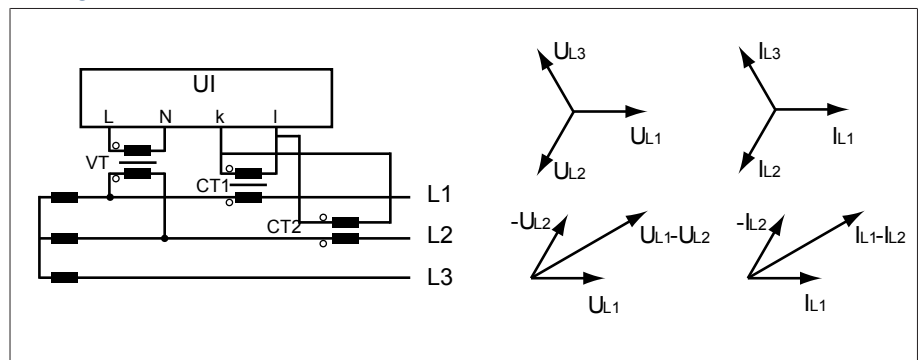 UI
L N k l
VT
CT1
CT2
L1
L2
L3
UL3
UL1
UL2
IL3
IL1
IL2
-UL2
UL1-UL2
UL1
-IL2
IL1-IL2
IL1